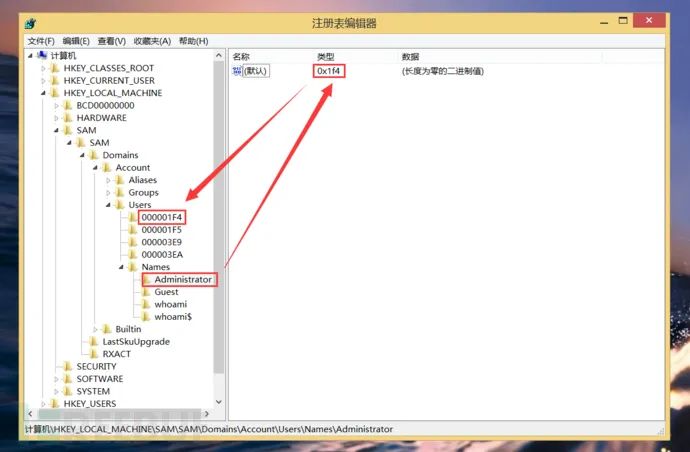 注册表编辑器
文件(F) 编辑(E) 查看(V) 收藏夹(A) 帮助(H)
计算机
HKEY_CLASSES_ROOT
HKEY_CURRENT_USER
HKEY_LOCAL_MACHINE
BCD00000000
HARDWARE
SAM
SAM
Domains
Account
Aliases
Groups
Users
000001F4
000001F5
000003E9
000003EA
Names
Administrator
Guest
whoami
whoami$
Builtin
LastSkuUpgrade
RXACT
SECURITY
SOFTWARE
SYSTEM
HKEY_USERS
名称 类型 数据
(默认) 0x1f4 (长度为零的二进制值)
计算机\HKEY_LOCAL_MACHINE\SAM\SAM\Domains\Account\Users\Names\Administrator